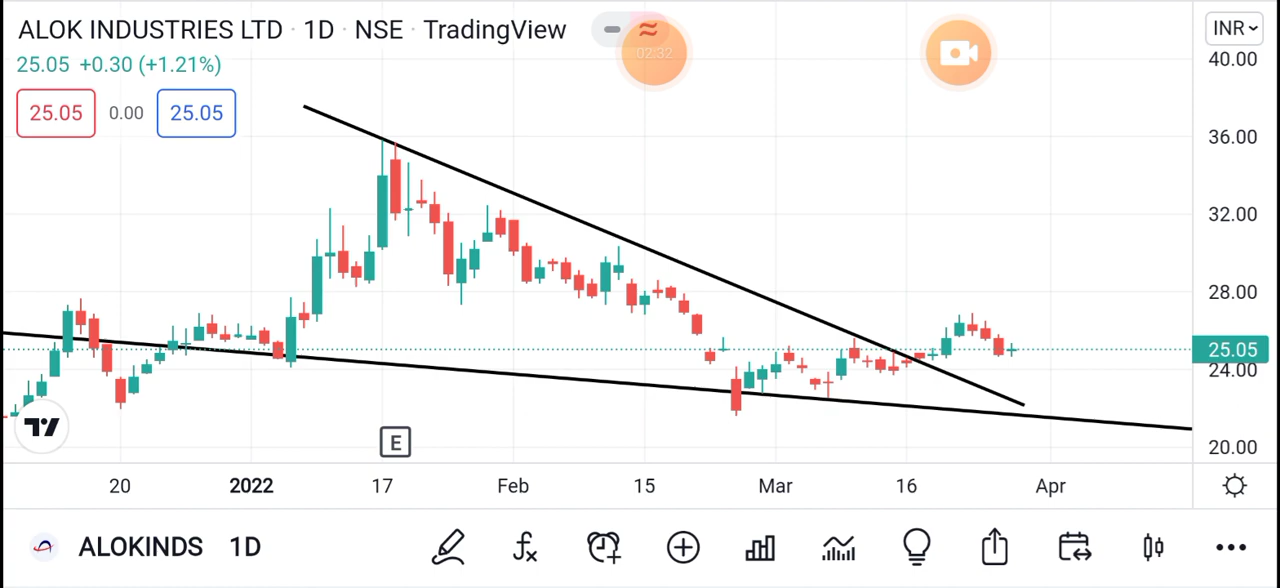 ALOK INDUSTRIES LTD · 1D · NSE · TradingView
02:32
INR
25.05 +0.30 (+1.21%)
25.05 0.00 25.05
40.00
36.00
32.00
28.00
25.05
24.00
20.00
E
20 2022 17 Feb 15 Mar 16 Apr
ALOKINDS 1D